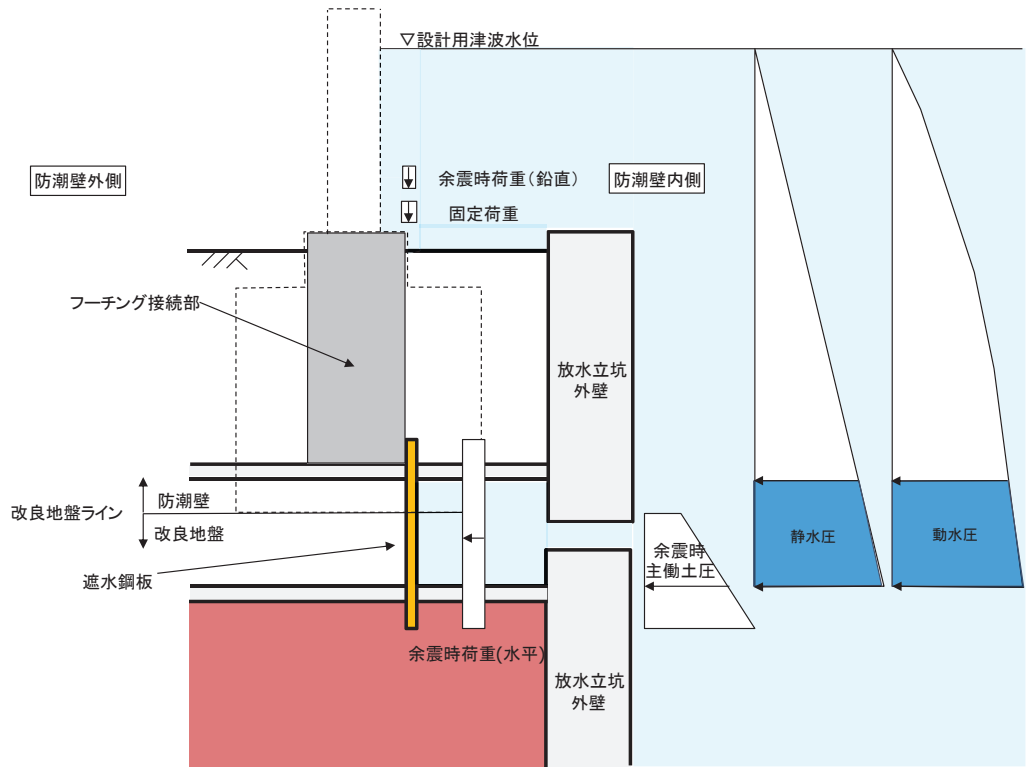 ▽設計用津波水位
防潮壁外側
余震時荷重(鉛直)
防潮壁内側
固定荷重
フーチング接続部
放水立坑
外壁
改良地盤ライン
防潮壁
改良地盤
遮水鋼板
余震時
主働土圧
静水圧
動水圧
余震時荷重(水平)
放水立坑
外壁